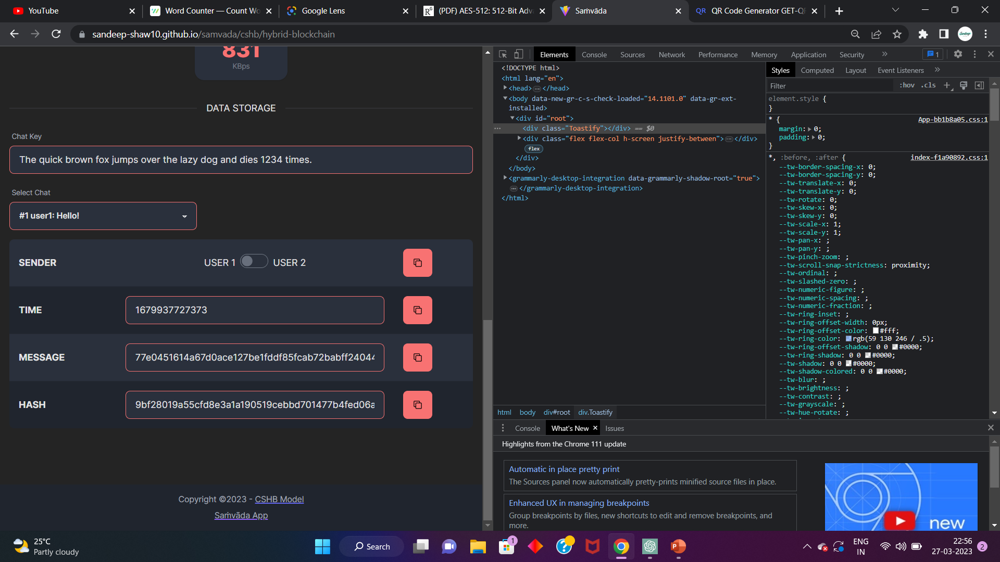 YouTube
Word Counter — Count Wo
Google Lens
(PDF) AES-512: 512-Bit Adva
Saṁvāda
QR QR Code Generator GET-QR
sandeep-shaw10.github.io/samvada/cshb/hybrid-blockchain
831
KBps
DATA STORAGE
Chat Key
The quick brown fox jumps over the lazy dog and dies 1234 times.
Select Chat
#1 user1: Hello!
SENDER
USER 1 USER 2
TIME
1679937727373
MESSAGE
77e0451614a67d0ace127be1fddf85fcab72babff24044
HASH
9bf28019a55cfd8e3a1a190519cebbd701477b4fed06a
Copyright ©2023 - CSHB Model
Saṁvāda App
Elements Console Sources Network Performance Memory Application Security » 1
<!DOCTYPE html>
<html lang="en">
<head> ⋯ </head>
<body data-new-gr-c-s-check-loaded="14.1101.0" data-gr-ext-
installed>
<div id="root">
⋯ <div class="Toastify"></div> == $0
<div class="flex flex-col h-screen justify-between"> ⋯ </div>
flex
</div>
</body>
<grammarly-desktop-integration data-grammarly-shadow-root="true">
⋯ </grammarly-desktop-integration>
</html>
html body div#root div.Toastify
Styles Computed Layout Event Listeners »
Filter :hov .cls
element.style {
}
* { App-bb1b8a05.css:1
margin: 0;
padding: 0;
}
*, :before, :after { index-f1a90892.css:1
--tw-border-spacing-x: 0;
--tw-border-spacing-y: 0;
--tw-translate-x: 0;
--tw-translate-y: 0;
--tw-rotate: 0;
--tw-skew-x: 0;
--tw-skew-y: 0;
--tw-scale-x: 1;
--tw-scale-y: 1;
--tw-pan-x: ;
--tw-pan-y: ;
--tw-pinch-zoom: ;
--tw-scroll-snap-strictness: proximity;
--tw-ordinal: ;
--tw-slashed-zero: ;
--tw-numeric-figure: ;
--tw-numeric-spacing: ;
--tw-numeric-fraction: ;
--tw-ring-inset: ;
--tw-ring-offset-width: 0px;
--tw-ring-offset-color: #fff;
--tw-ring-color: rgb(59 130 246 / .5);
--tw-ring-offset-shadow: 0 0 #0000;
--tw-ring-shadow: 0 0 #0000;
--tw-shadow: 0 0 #0000;
--tw-shadow-colored: 0 0 #0000;
--tw-blur: ;
--tw-brightness: ;
--tw-contrast: ;
--tw-grayscale: ;
--tw-hue-rotate: ;
Console What's New Issues
Highlights from the Chrome 111 update
Automatic in place pretty print
The Sources panel now automatically pretty-prints minified source files in place.
Enhanced UX in managing breakpoints
Group breakpoints by files, new shortcuts to edit and remove breakpoints, and
more.
new
25°C
Partly cloudy
Search
1
ENG
IN
22:56
27-03-2023
2